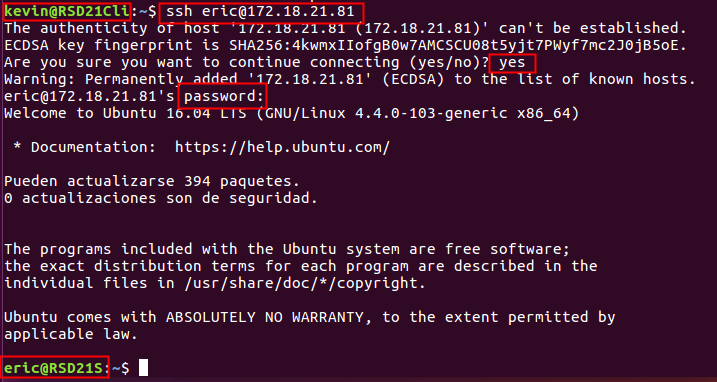 kevin@RSD21Cli:~$ ssh eric@172.18.21.81
The authenticity of host '172.18.21.81 (172.18.21.81)' can't be established.
ECDSA key fingerprint is SHA256:4kwmxIIofgB0w7AMCSCU08t5yjt7PWyf7mc2J0jB5oE.
Are you sure you want to continue connecting (yes/no)? yes
Warning: Permanently added '172.18.21.81' (ECDSA) to the list of known hosts.
eric@172.18.21.81's password:
Welcome to Ubuntu 16.04 LTS (GNU/Linux 4.4.0-103-generic x86_64)
* Documentation:  https://help.ubuntu.com/
Pueden actualizarse 394 paquetes.
0 actualizaciones son de seguridad.
The programs included with the Ubuntu system are free software;
the exact distribution terms for each program are described in the
individual files in /usr/share/doc/*/copyright.
Ubuntu comes with ABSOLUTELY NO WARRANTY, to the extent permitted by
applicable law.
eric@RSD21S:~$